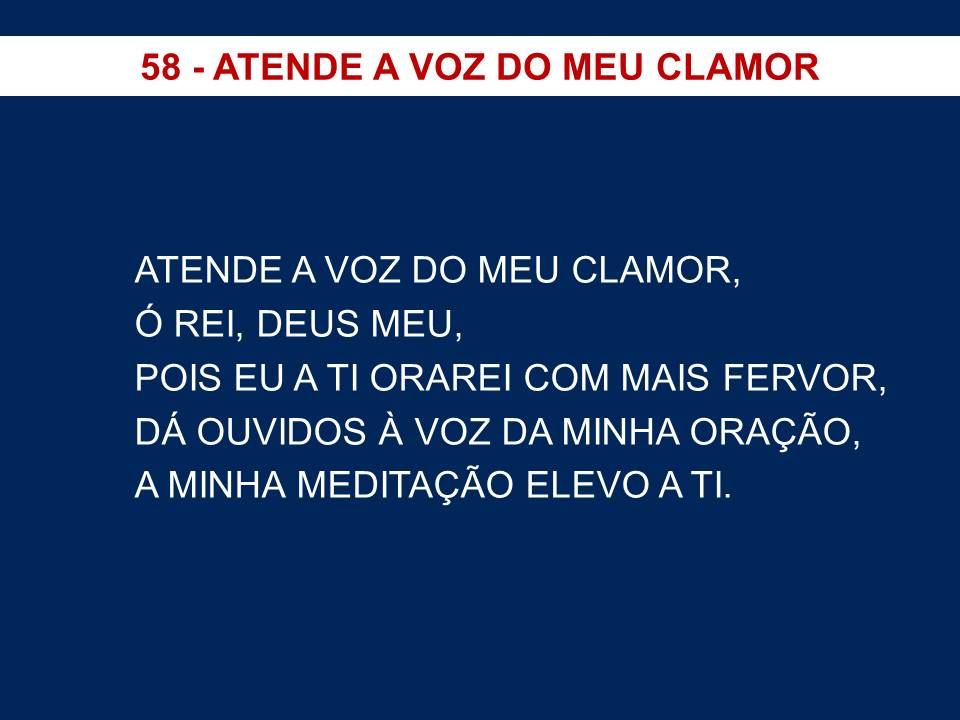 58 - ATENDE A VOZ DO MEU CLAMOR
ATENDE A VOZ DO MEU CLAMOR,
Ó REI, DEUS MEU,
POIS EU A TI ORAREI COM MAIS FERVOR,
DÁ OUVIDOS À VOZ DA MINHA ORAÇÃO,
A MINHA MEDITAÇÃO ELEVO A TI.